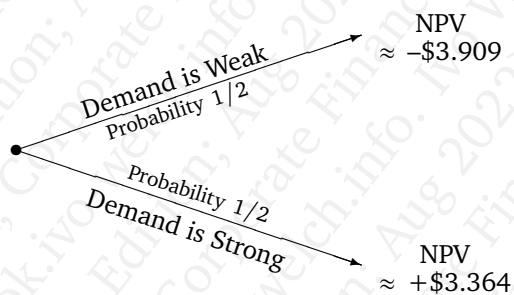 NPV
≈ –$3.909
Demand is Weak
Probability 1/2
Probability 1/2
Demand is Strong
NPV
≈ +$3.364